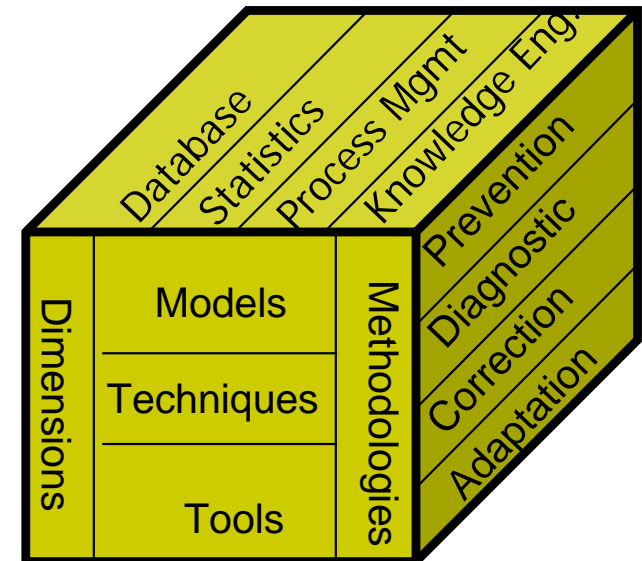 Database
Statistics
Process Mgmt
Knowledge Eng.
Prevention
Diagnostic
Correction
Adaptation
Dimensions
Models
Techniques
Tools
Methodologies